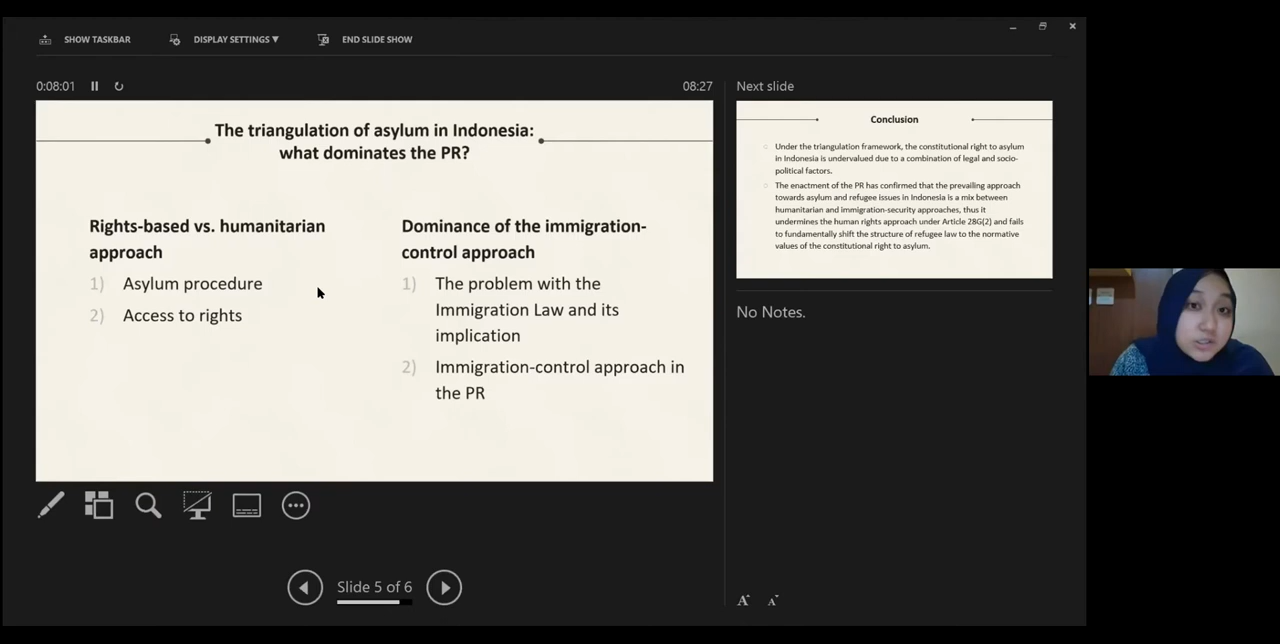 SHOW TASKBAR
DISPLAY SETTINGS ▼
END SLIDE SHOW
0:08:01
08:27
The triangulation of asylum in Indonesia:
what dominates the PR?
Rights-based vs. humanitarian
approach
1) Asylum procedure
2) Access to rights
Dominance of the immigration-
control approach
1) The problem with the
Immigration Law and its
implication
2) Immigration-control approach in
the PR
Slide 5 of 6
Next slide
Conclusion
Under the triangulation framework, the constitutional right to asylum
in Indonesia is undervalued due to a combination of legal and socio-
political factors.
The enactment of the PR has confirmed that the prevailing approach
towards asylum and refugee issues in Indonesia is a mix between
humanitarian and immigration-security approaches, thus it
undermines the human rights approach under Article 28G(2) and fails
to fundamentally shift the structure of refugee law to the normative
values of the constitutional right to asylum.
No Notes.
A A